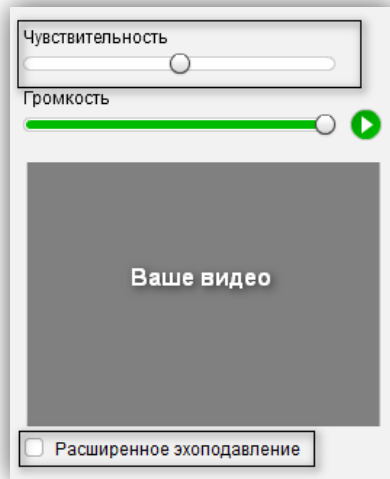 Чувствительность
Громкость
Ваше видео
Расширенное эхоподавление